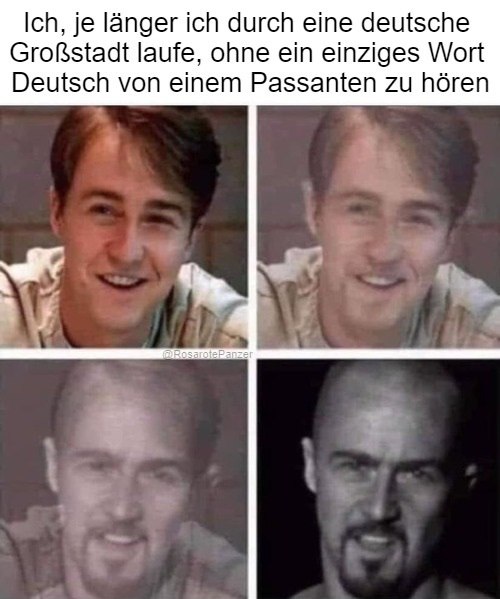 Ich, je länger ich durch eine deutsche
Großstadt laufe, ohne ein einziges Wort
Deutsch von einem Passanten zu hören
@RosarotePanzer